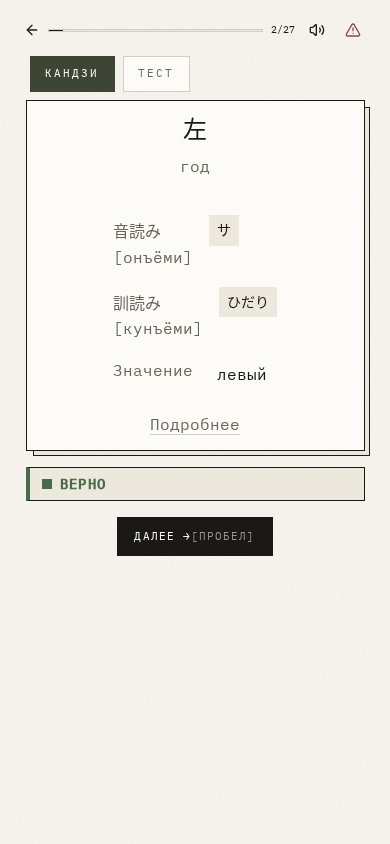 2/27
КАНДЗИ
ТЕСТ
左
год
音読み
サ
[онъёми]
訓読み
ひだり
[кунъёми]
Значение
левый
Подробнее
ВЕРНО
ДАЛЕЕ →[ПРОБЕЛ]